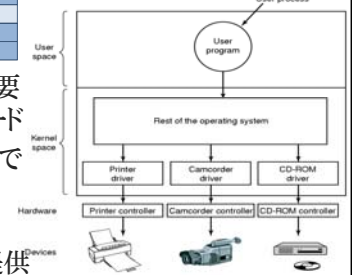 User process
User
program
User
space
Rest of the operating system
Kernel
space
Printer
driver
Camcorder
driver
CD-ROM
driver
Hardware
Printer controller
Camcorder controller
CD-ROM controller
Devices
要
ード
で
供